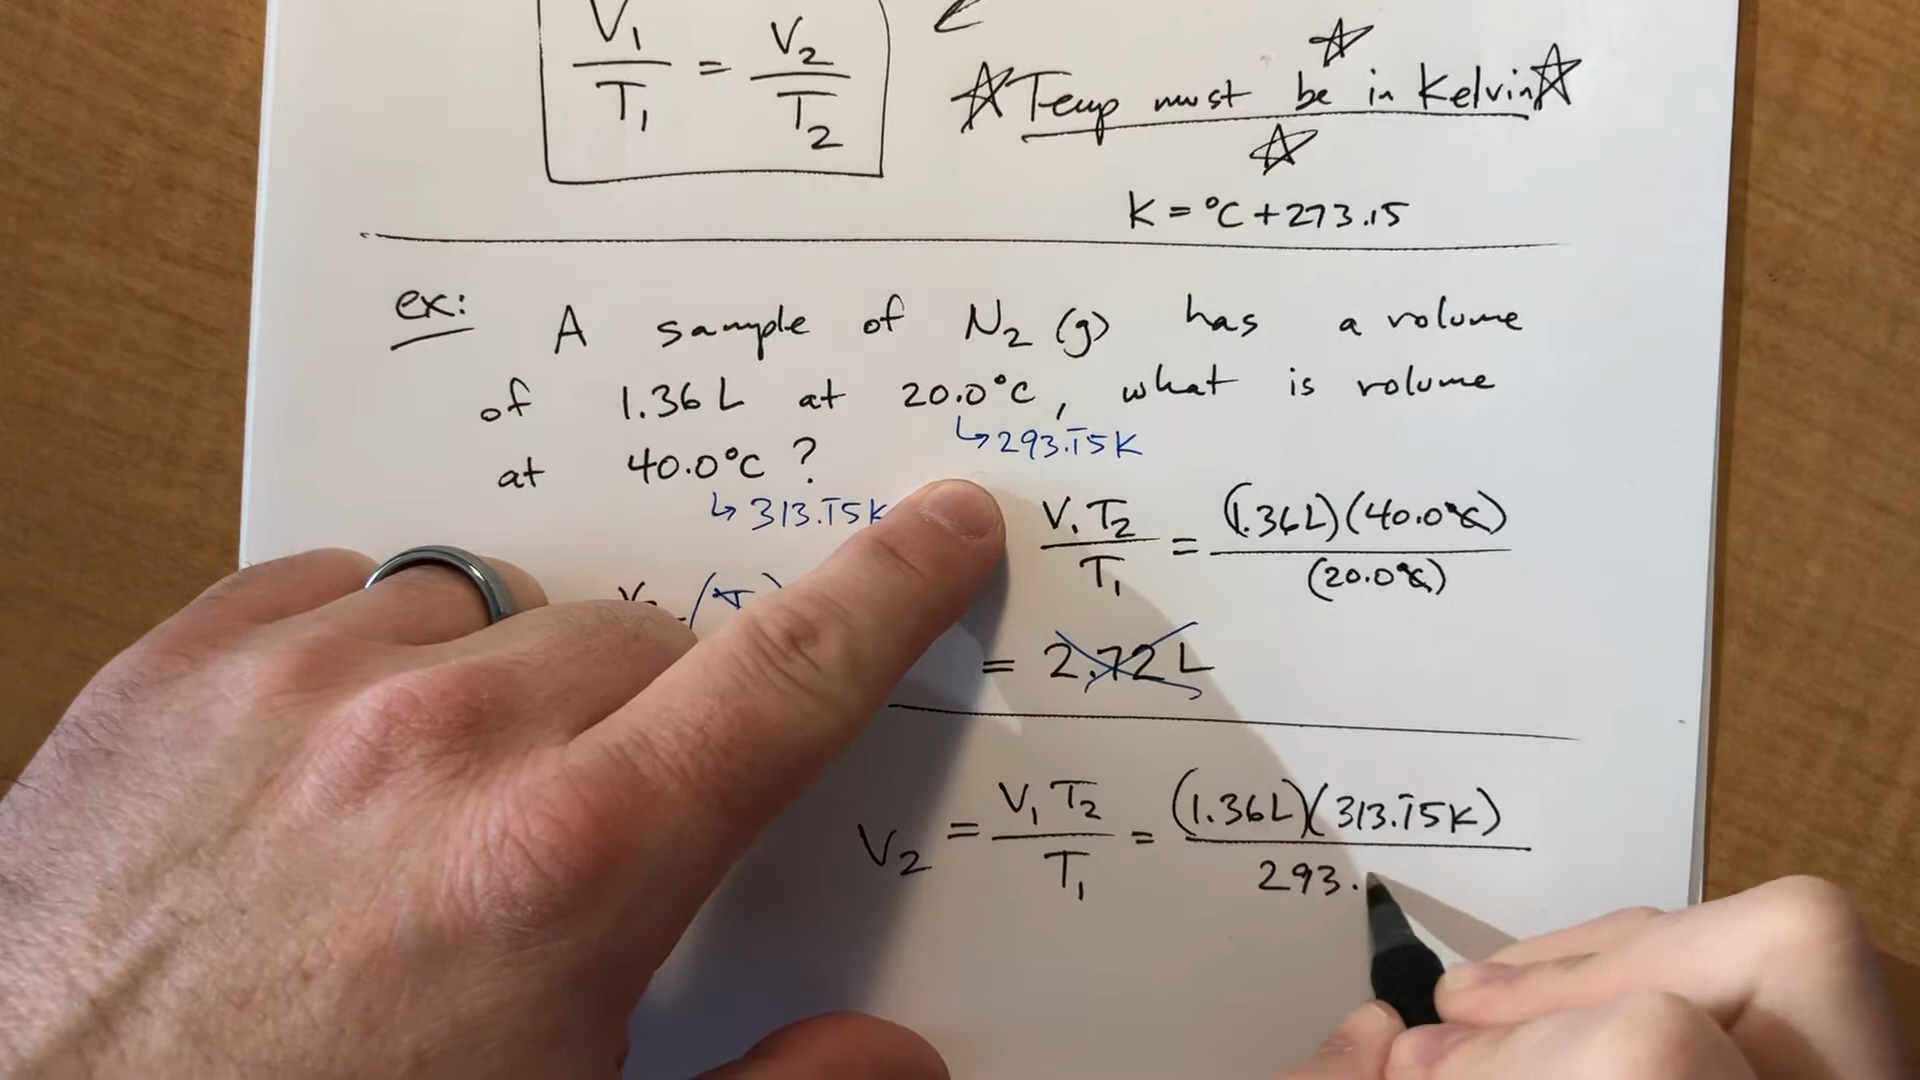 V₁/T₁ = V₂/T₂
☆Temp must be in Kelvin☆
K = °C + 273.15
ex: A sample of N₂ (g) has a volume
of 1.36 L at 20.0°C, what is volume
↳ 293.15K
at 40.0°C ?
↳ 313.15K
V₁T₂/T₁ = (1.36L)(40.0°C)/(20.0°C)
= 2.72 L
V₂ = V₁T₂/T₁ = (1.36L)(313.15K)/293.